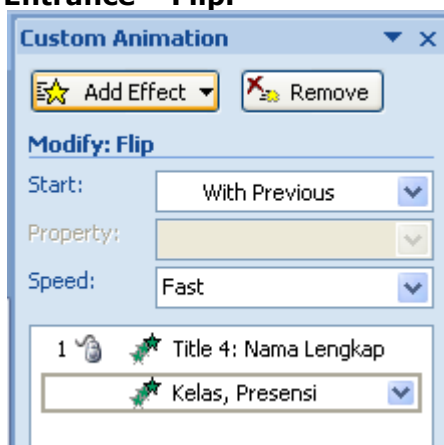 Entrance – Flip.
Custom Animation
Add Effect
Remove
Modify: Flip
Start: With Previous
Property:
Speed: Fast
1 Title 4: Nama Lengkap
Kelas, Presensi